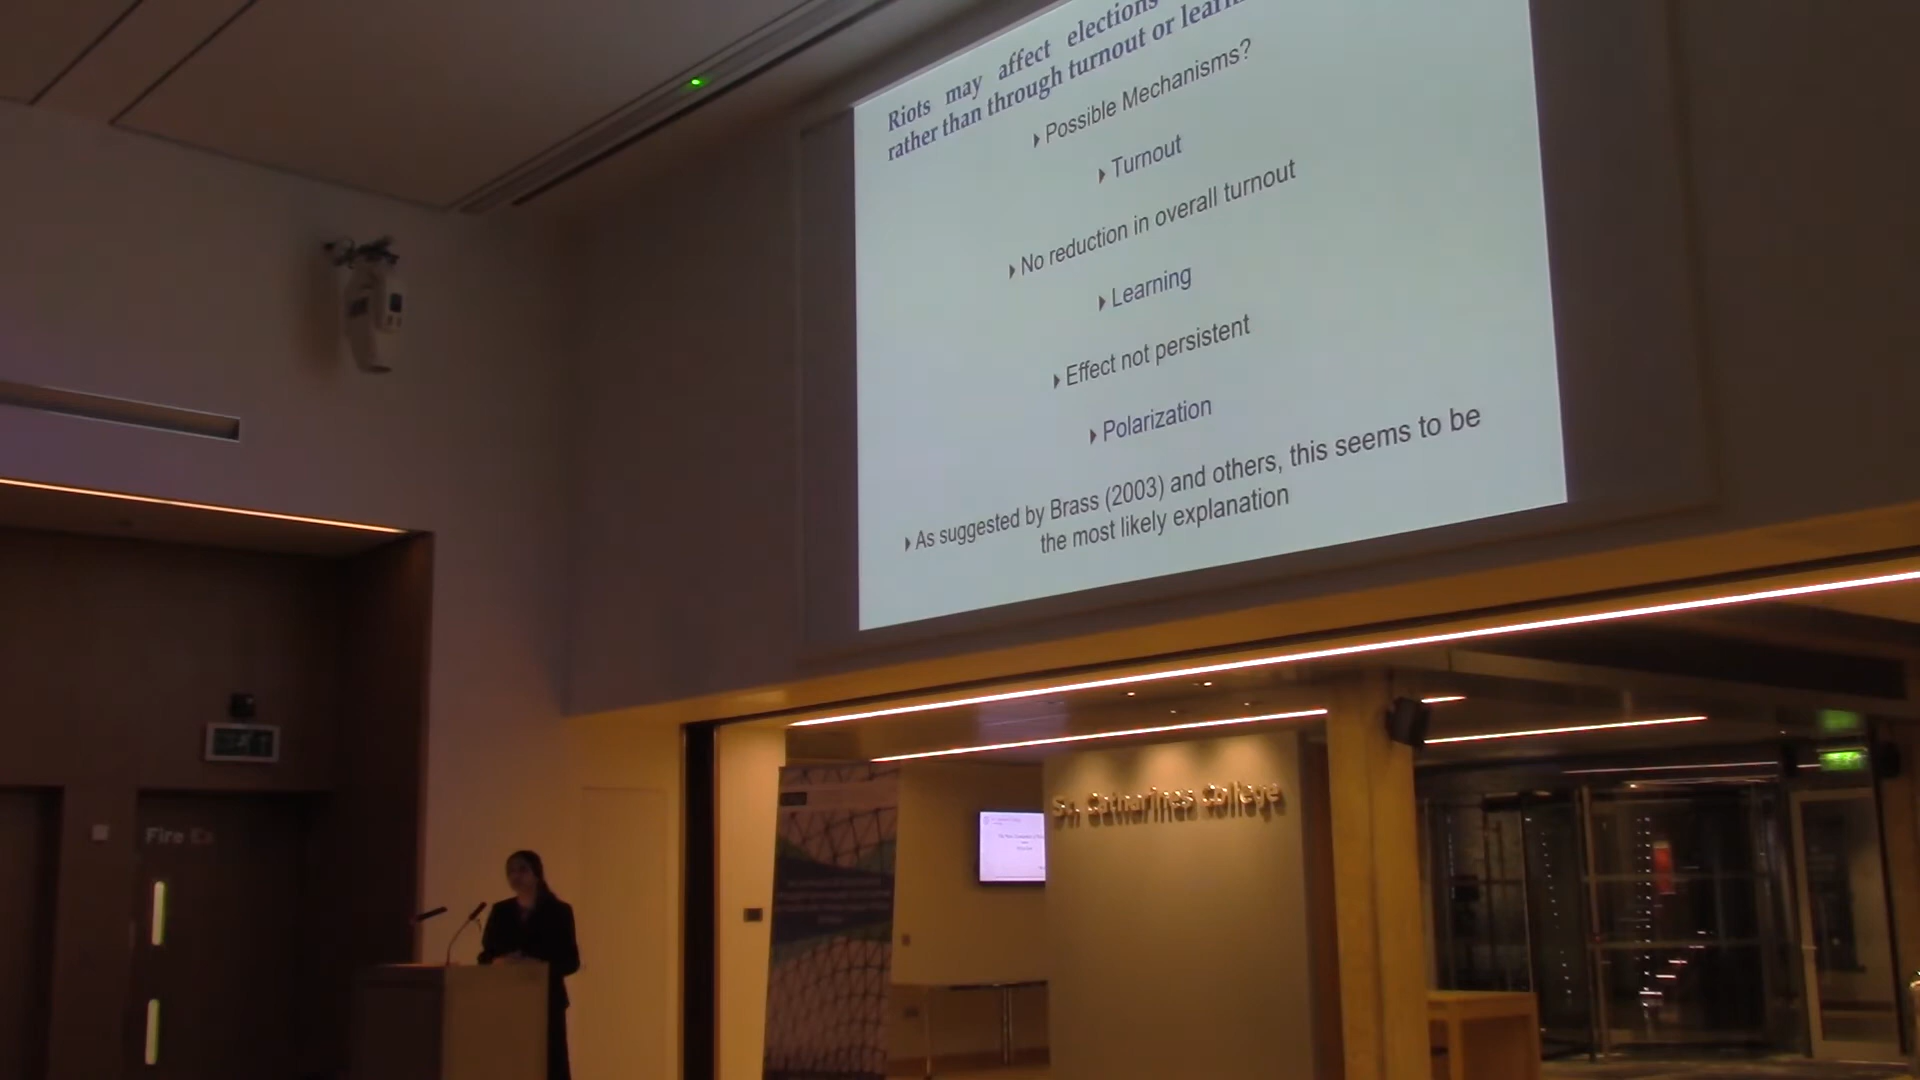 Riots may affect elections
rather than through turnout or
Possible Mechanisms?
Turnout
No reduction in overall turnout
Learning
Effect not persistent
Polarization
As suggested by Brass (2003) and others, this seems to be
the most likely explanation
St. Catharine's College
Fire